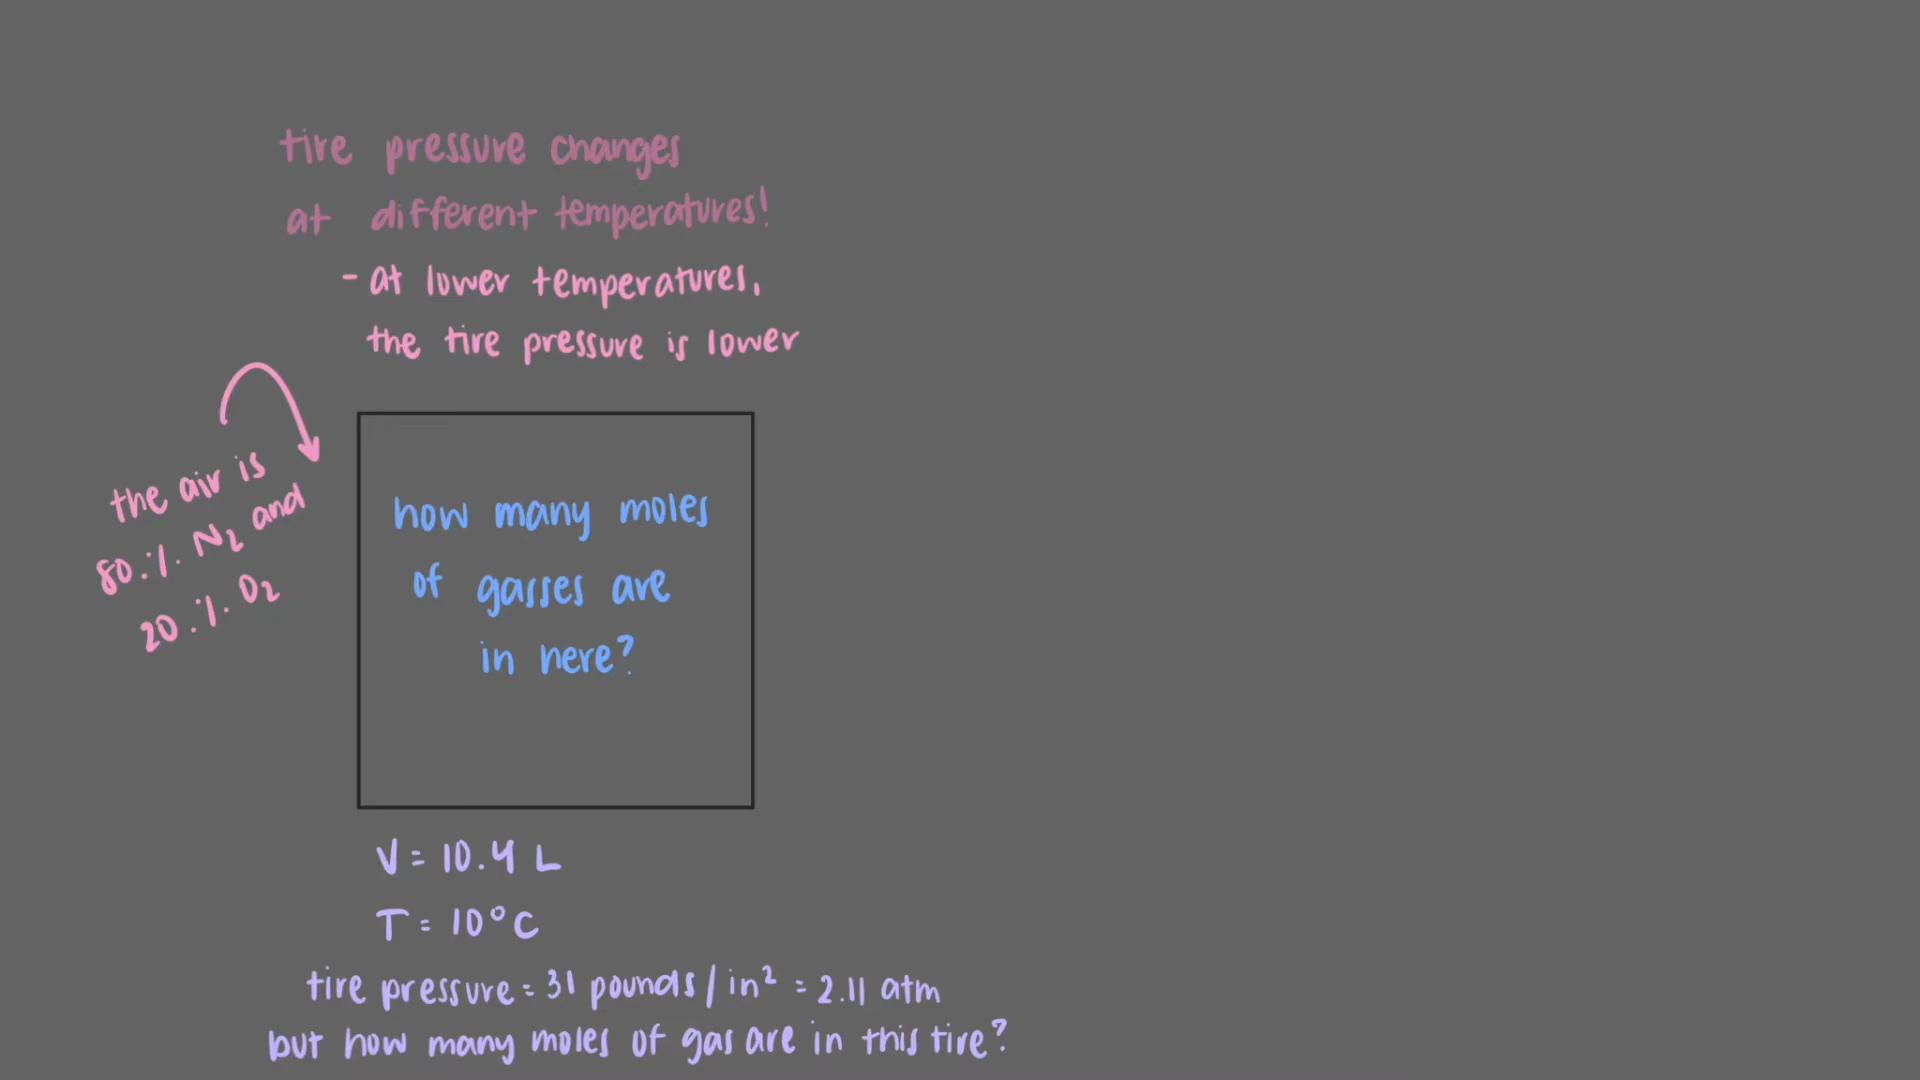 tire pressure changes
at different temperatures!
- at lower temperatures,
the tire pressure is lower
the air is
80% N₂ and
20% O₂
how many moles
of gasses are
in here?
V = 10.4 L
T = 10°C
tire pressure = 31 pounds/in² = 2.11 atm
but how many moles of gas are in this tire?